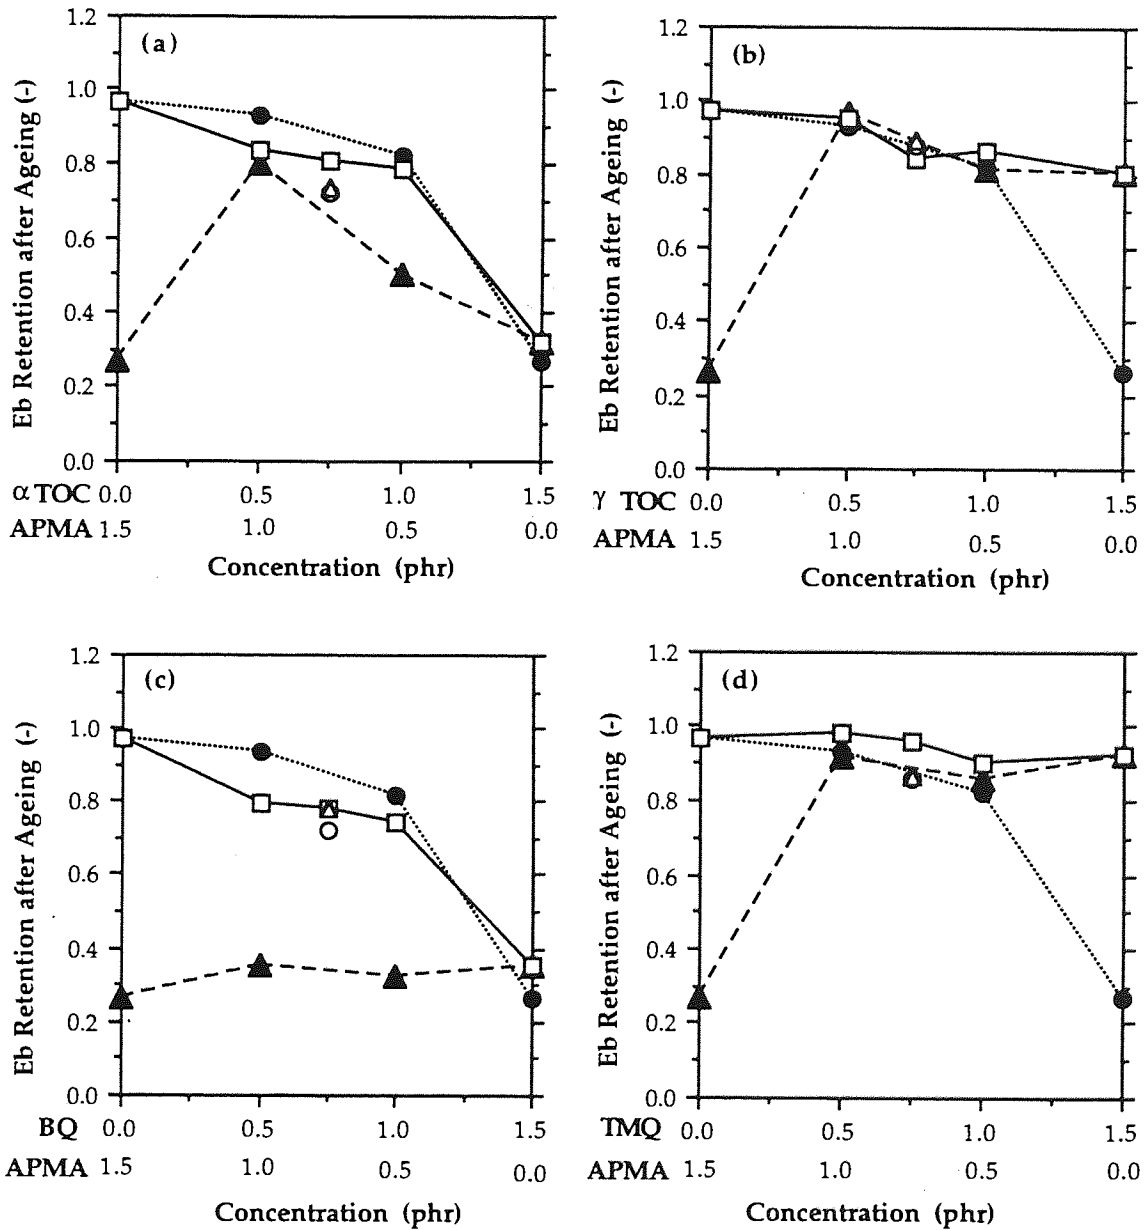 (a)
Eb Retention after Ageing (-)
1.2
1.0
0.8
0.6
0.4
0.2
0.0
α TOC 0.0 0.5 1.0 1.5
APMA 1.5 1.0 0.5 0.0
Concentration (phr)
(b)
Eb Retention after Ageing (-)
1.2
1.0
0.8
0.6
0.4
0.2
0.0
γ TOC 0.0 0.5 1.0 1.5
APMA 1.5 1.0 0.5 0.0
Concentration (phr)
(c)
Eb Retention after Ageing (-)
1.2
1.0
0.8
0.6
0.4
0.2
0.0
BQ 0.0 0.5 1.0 1.5
APMA 1.5 1.0 0.5 0.0
Concentration (phr)
(d)
Eb Retention after Ageing (-)
1.2
1.0
0.8
0.6
0.4
0.2
0.0
TMQ 0.0 0.5 1.0 1.5
APMA 1.5 1.0 0.5 0.0
Concentration (phr)